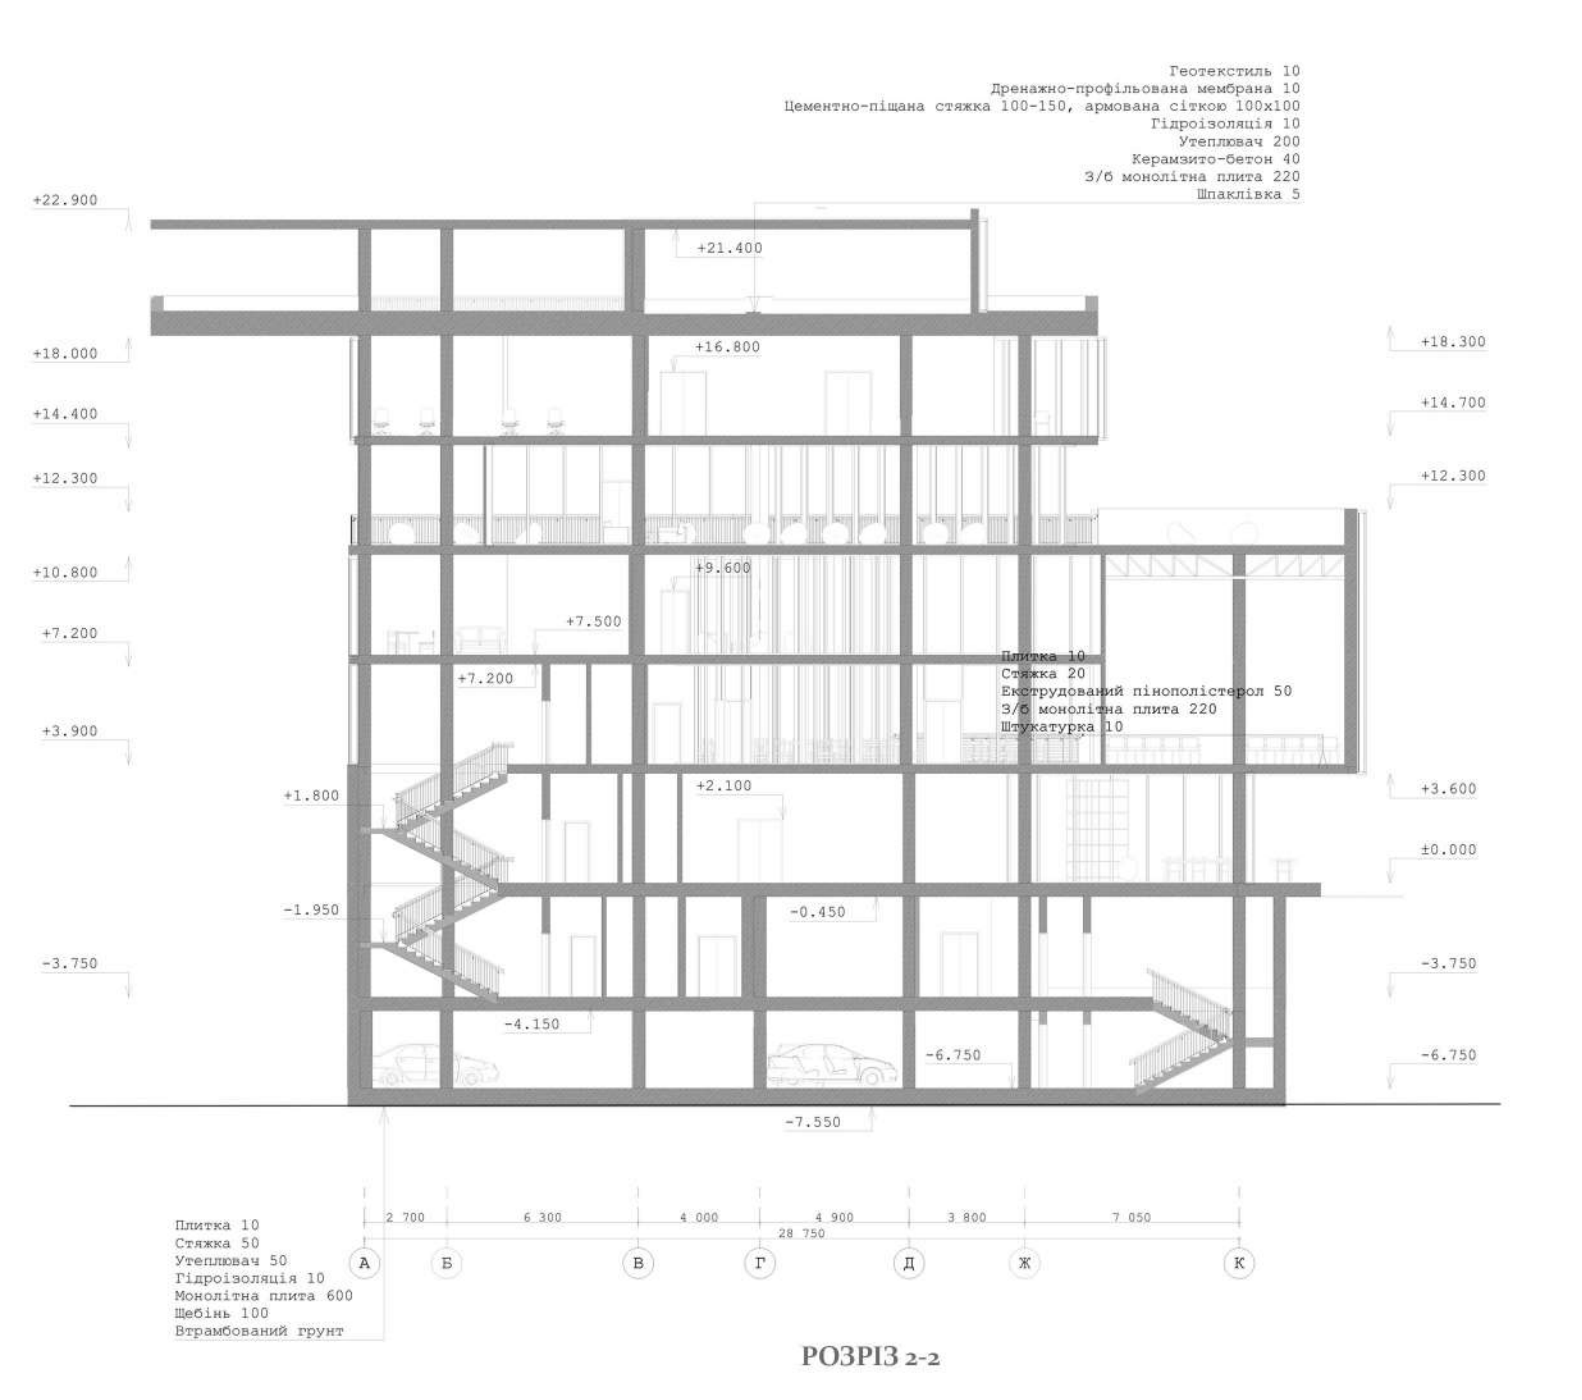 Геотекстиль 10
Дренажно-профільована мембрана 10
Цементно-піщана стяжка 100-150, армована сіткою 100х100
Гідроізоляція 10
Утеплювач 200
Керамзито-бетон 40
З/б монолітна плита 220
Шпаклівка 5
+22.900
+21.400
+18.000
+16.800
+18.300
+14.400
+14.700
+12.300
+12.300
+10.800
+9.600
+7.200
+7.500
+7.200
Плитка 10
Стяжка 20
Екструдований пінополістерол 50
З/б монолітна плита 220
Штукатурка 10
+3.900
+1.800
+2.100
+3.600
±0.000
-1.950
-0.450
-3.750
-3.750
-4.150
-6.750
-6.750
-7.550
2 700
6 300
4 000
4 900
3 800
7 050
28 750
А
Б
В
Г
Д
Ж
К
Плитка 10
Стяжка 50
Утеплювач 50
Гідроізоляція 10
Монолітна плита 600
Щебінь 100
Втрамбований грунт
РОЗРІЗ 2-2